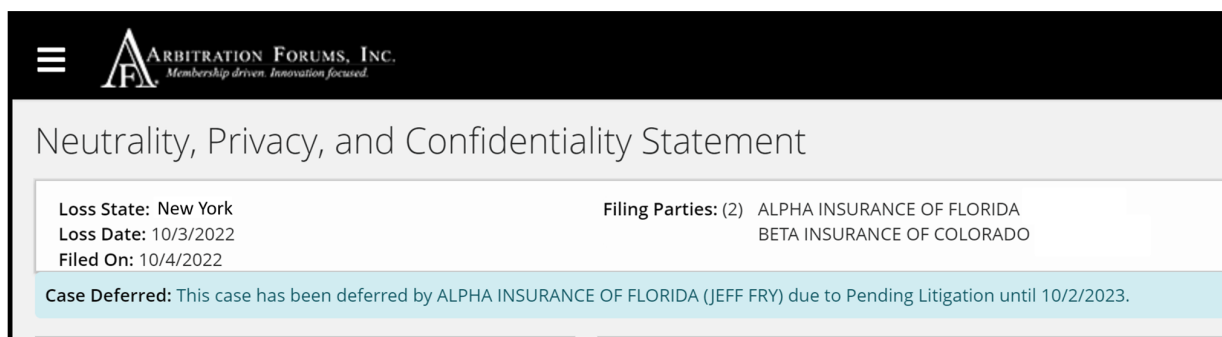 ARBITRATION FORUMS, INC.
Membership driven. Innovation focused.
Neutrality, Privacy, and Confidentiality Statement
Loss State: New York
Loss Date: 10/3/2022
Filed On: 10/4/2022
Filing Parties: (2) ALPHA INSURANCE OF FLORIDA
BETA INSURANCE OF COLORADO
Case Deferred: This case has been deferred by ALPHA INSURANCE OF FLORIDA (JEFF FRY) due to Pending Litigation until 10/2/2023.